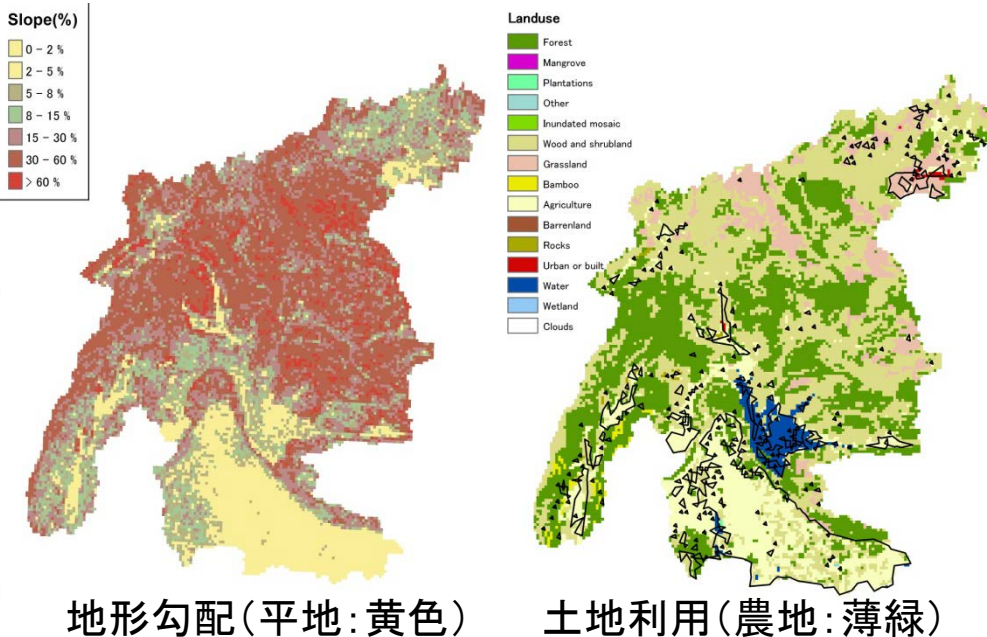 Slope(%)
0 - 2 %
2 - 5 %
5 - 8 %
8 - 15 %
15 - 30 %
30 - 60 %
> 60 %
Landuse
Forest
Mangrove
Plantations
Other
Inundated mosaic
Wood and shrubland
Grassland
Bamboo
Agriculture
Barrenland
Rocks
Urban or built
Water
Wetland
Clouds
地形勾配(平地:黄色)
土地利用(農地:薄緑)